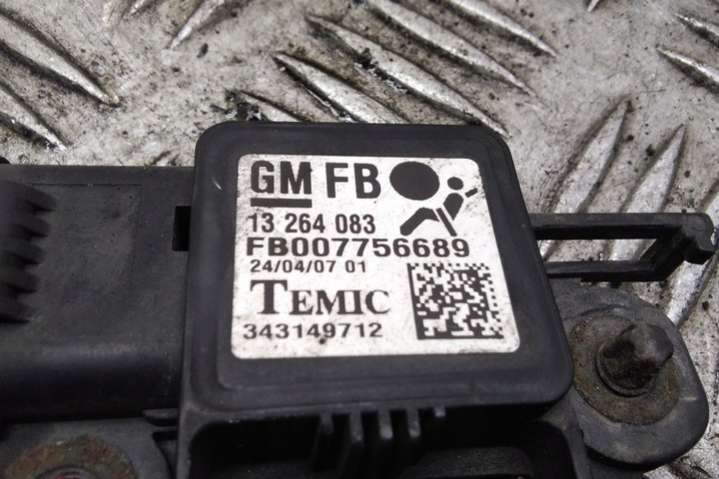 GM FB
13 264 083
FB007756689
24/04/07 01
TEMIC
343149712